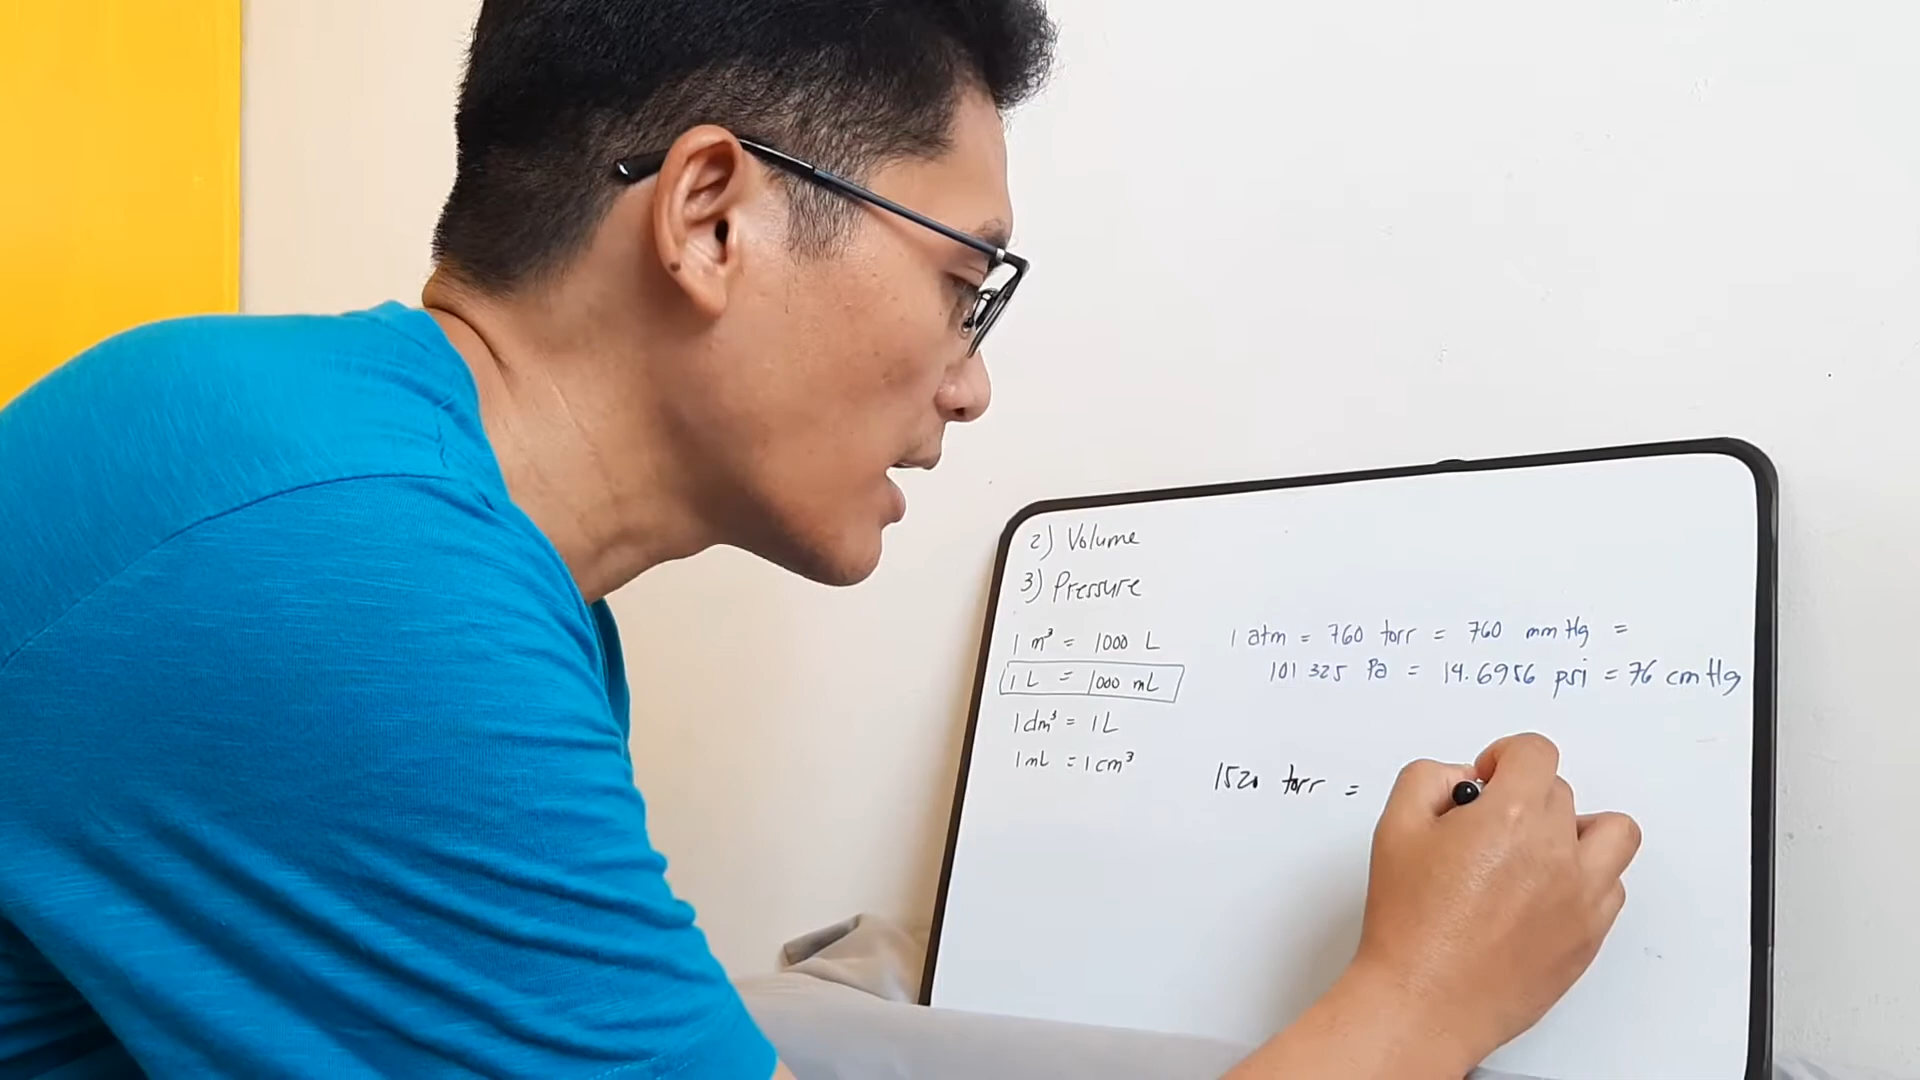 2) Volume
3) Pressure
1 m³ = 1000 L
1 L = 1000 mL
1 dm³ = 1 L
1 mL = 1 cm³
1 atm = 760 torr = 760 mm Hg =
101 325 Pa = 14.6956 psi = 76 cm Hg
1520 torr =